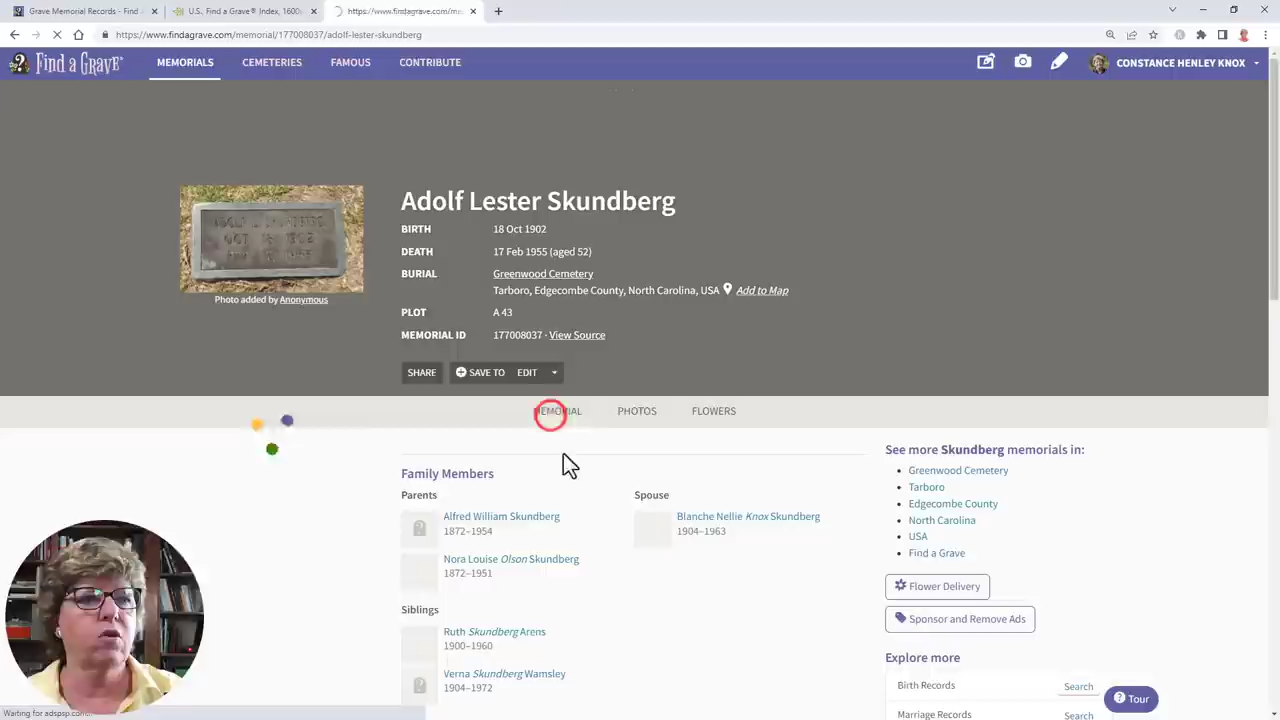 Grave Memorial Records - Find
U.S., Find a Grave® Index, 1600s
https://www.findagrave.com/me
https://www.findagrave.com/memorial/177008037/adolf-lester-skundberg
FIND A GRAVE®
MEMORIALS
CEMETERIES
FAMOUS
CONTRIBUTE
CONSTANCE HENLEY KNOX
Adolf Lester Skundberg
BIRTH 18 Oct 1902
DEATH 17 Feb 1955 (aged 52)
BURIAL Greenwood Cemetery
Tarboro, Edgecombe County, North Carolina, USA Add to Map
PLOT A 43
MEMORIAL ID 177008037 · View Source
Photo added by Anonymous
SHARE
SAVE TO
EDIT
MEMORIAL
PHOTOS
FLOWERS
Family Members
Parents
Alfred William Skundberg
1872–1954
Nora Louise Olson Skundberg
1872–1951
Spouse
Blanche Nellie Knox Skundberg
1904–1963
Siblings
Ruth Skundberg Arens
1900–1960
Verna Skundberg Wamsley
1904–1972
See more Skundberg memorials in:
Greenwood Cemetery
Tarboro
Edgecombe County
North Carolina
USA
Find a Grave
Flower Delivery
Sponsor and Remove Ads
Explore more
Birth Records Search
Marriage Records Search
Tour
Waiting for adspsp.com...